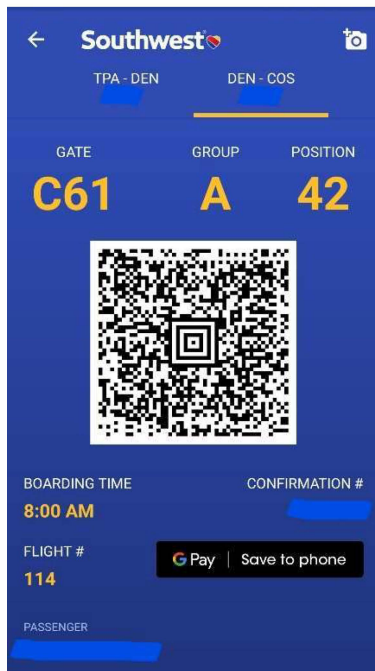 Southwest
TPA - DEN DEN - COS
GATE GROUP POSITION
C61 A 42
BOARDING TIME CONFIRMATION #
8:00 AM
FLIGHT # G Pay Save to phone
114
PASSENGER